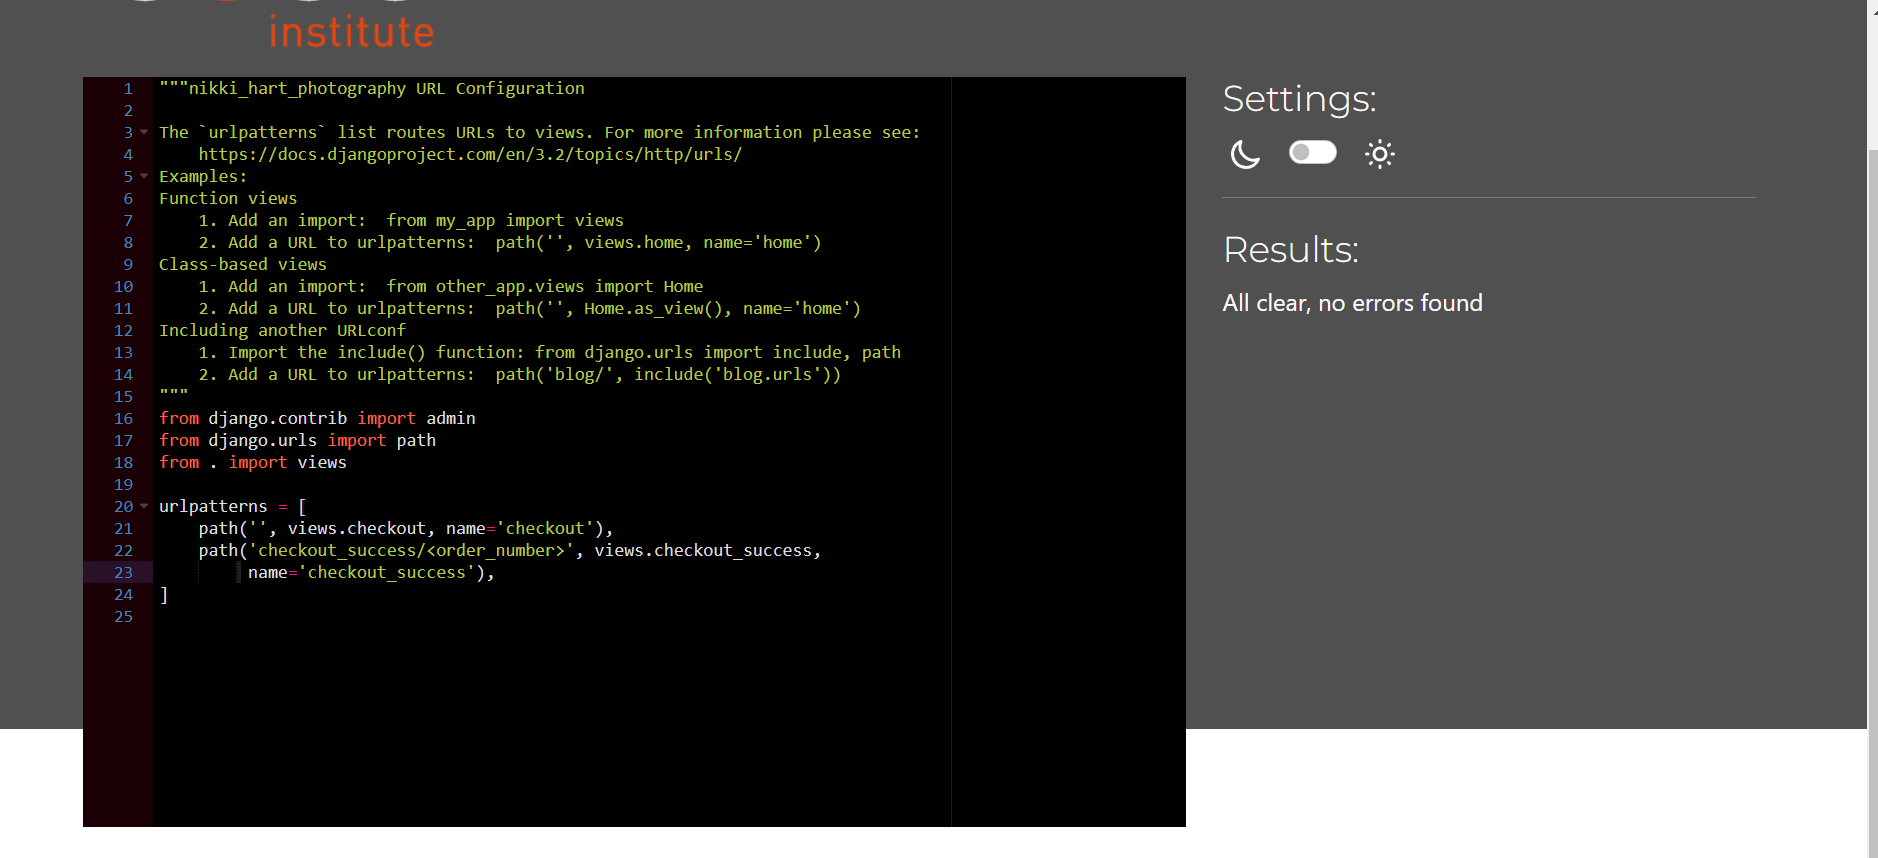 institute
1 """nikki_hart_photography URL Configuration
2
3 The `urlpatterns` list routes URLs to views. For more information please see:
4     https://docs.djangoproject.com/en/3.2/topics/http/urls/
5 Examples:
6 Function views
7     1. Add an import:  from my_app import views
8     2. Add a URL to urlpatterns:  path('', views.home, name='home')
9 Class-based views
10     1. Add an import:  from other_app.views import Home
11     2. Add a URL to urlpatterns:  path('', Home.as_view(), name='home')
12 Including another URLconf
13     1. Import the include() function: from django.urls import include, path
14     2. Add a URL to urlpatterns:  path('blog/', include('blog.urls'))
15 """
16 from django.contrib import admin
17 from django.urls import path
18 from . import views
19
20 urlpatterns = [
21     path('', views.checkout, name='checkout'),
22     path('checkout_success/<order_number>', views.checkout_success,
23          name='checkout_success'),
24 ]
25
Settings:
Results:
All clear, no errors found